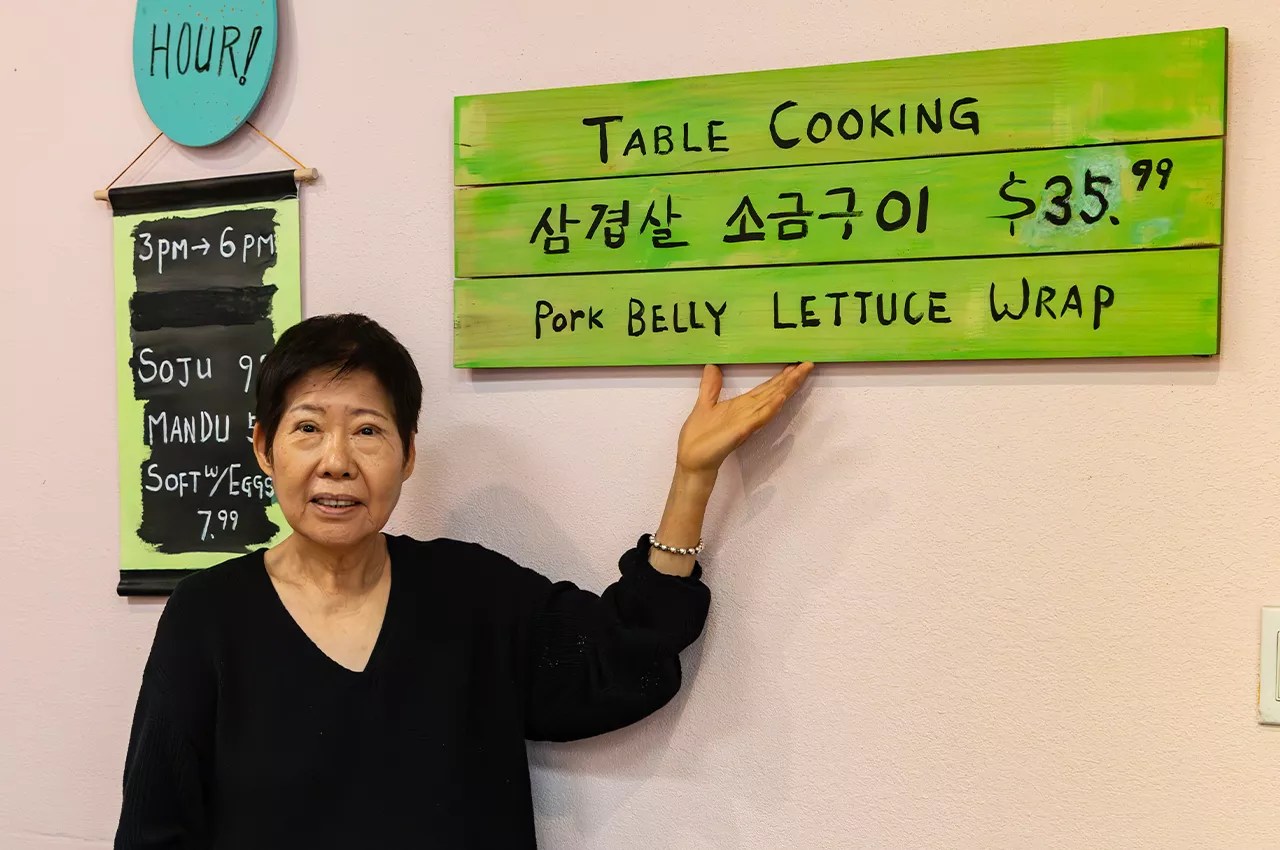 HOUR!
3PM→6PM
SOJU
MANDU
SOFT W/EGGS
7.99
TABLE COOKING
삼겹살 소금구이 $35.99
PORK BELLY LETTUCE WRAP